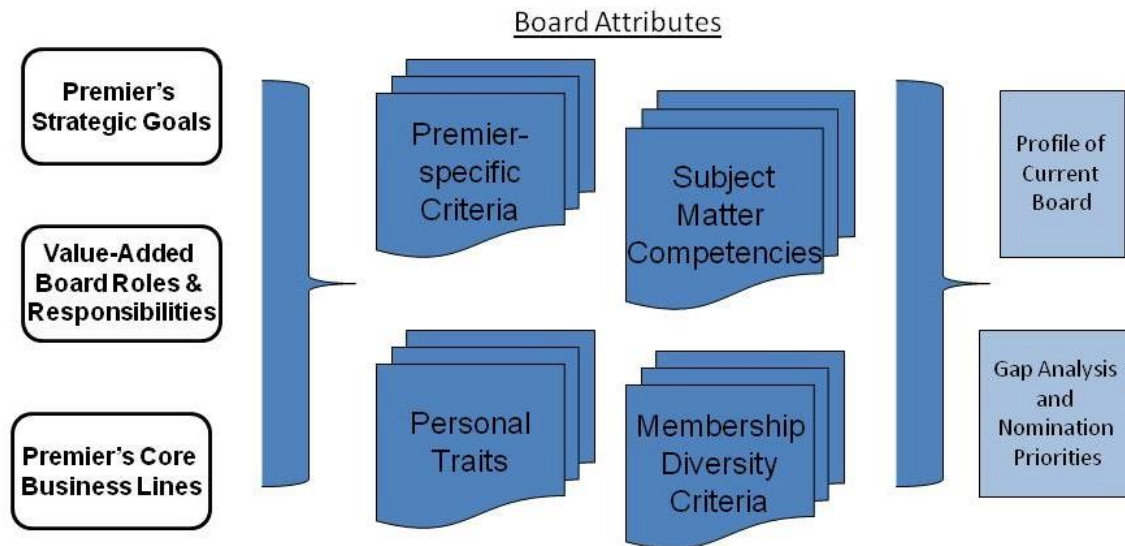 Board Attributes
Premier's
Strategic Goals
Value-Added
Board Roles &
Responsibilities
Premier's Core
Business Lines
Premier-
specific
Criteria
Subject
Matter
Competencies
Personal
Traits
Membership
Diversity
Criteria
Profile of
Current
Board
Gap Analysis
and
Nomination
Priorities